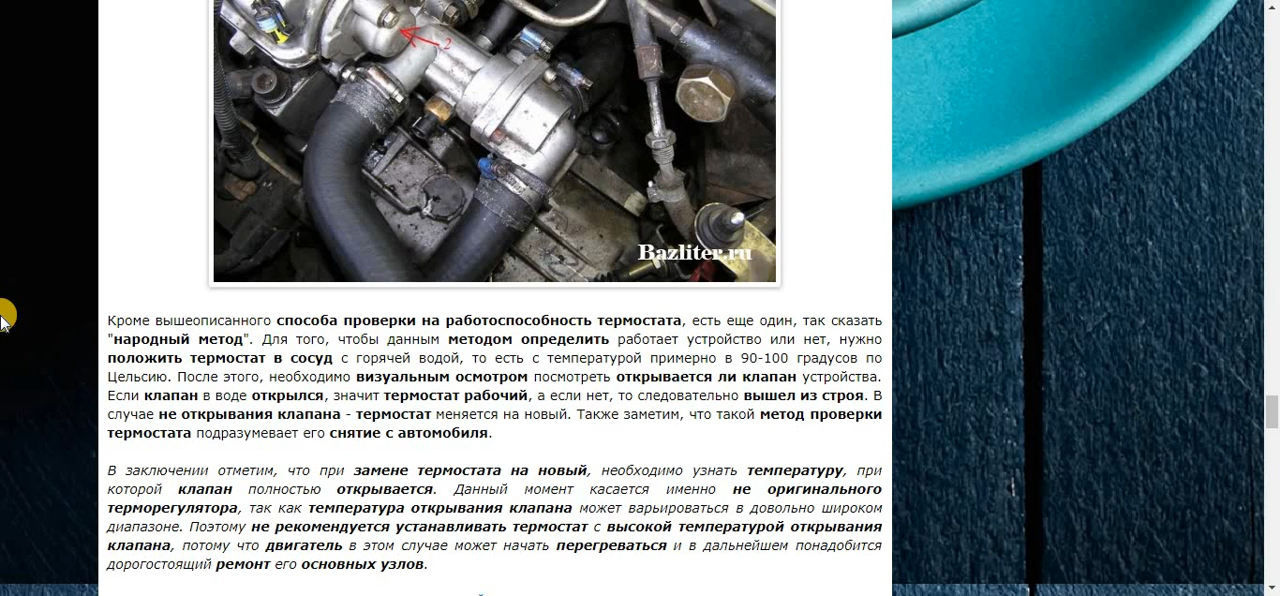 2
Bazliter.ru
Кроме вышеописанного способа проверки на работоспособность термостата, есть еще один, так сказать
"народный метод". Для того, чтобы данным методом определить работает устройство или нет, нужно
положить термостат в сосуд с горячей водой, то есть с температурой примерно в 90-100 градусов по
Цельсию. После этого, необходимо визуальным осмотром посмотреть открывается ли клапан устройства.
Если клапан в воде открылся, значит термостат рабочий, а если нет, то следовательно вышел из строя. В
случае не открывания клапана - термостат меняется на новый. Также заметим, что такой метод проверки
термостата подразумевает его снятие с автомобиля.
В заключении отметим, что при замене термостата на новый, необходимо узнать температуру, при
которой клапан полностью открывается. Данный момент касается именно не оригинального
терморегулятора, так как температура открывания клапана может варьироваться в довольно широком
диапазоне. Поэтому не рекомендуется устанавливать термостат с высокой температурой открывания
клапана, потому что двигатель в этом случае может начать перегреваться и в дальнейшем понадобится
дорогостоящий ремонт его основных узлов.